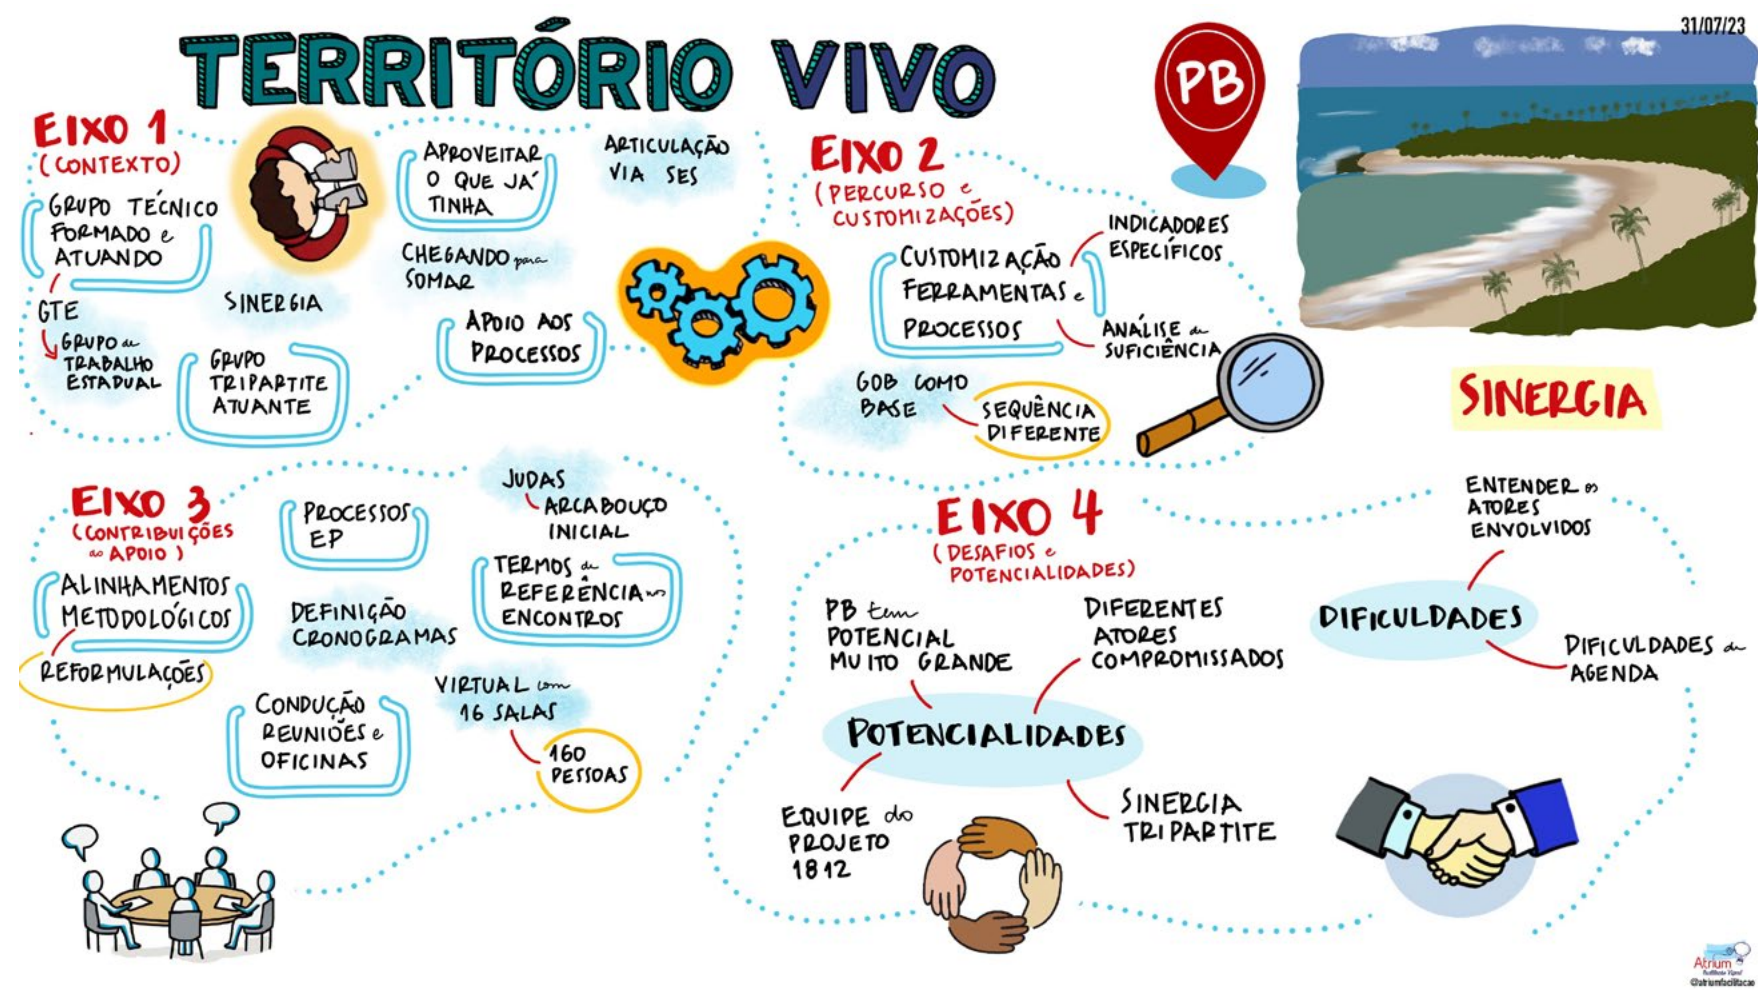 31/07/23
TERRITÓRIO VIVO
PB
EIXO 1
(CONTEXTO)
GRUPO TÉCNICO
FORMADO e
ATUANDO
GTE
GRUPO de
TRABALHO
ESTADUAL
SINERGIA
GRUPO
TRIPARTITE
ATUANTE
APROVEITAR
O QUE JÁ
TINHA
CHEGANDO para
SOMAR
APOIO AOS
PROCESSOS
ARTICULAÇÃO
VIA SES
EIXO 2
(PERCURSO e
CUSTOMIZAÇÕES)
CUSTOMIZAÇÃO
FERRAMENTAS e
PROCESSOS
INDICADORES
ESPECÍFICOS
ANÁLISE de
SUFICIÊNCIA
GOB COMO
BASE
SEQUÊNCIA
DIFERENTE
SINERGIA
EIXO 3
(CONTRIBUIÇÕES
do APOIO)
ALINHAMENTOS
METODOLÓGICOS
REFORMULAÇÕES
PROCESSOS
EP
DEFINIÇÃO
CRONOGRAMAS
CONDUÇÃO
REUNIÕES e
OFICINAS
JUDAS
ARCABOUÇO
INICIAL
TERMOS de
REFERÊNCIA nos
ENCONTROS
VIRTUAL com
16 SALAS
160
PESSOAS
EIXO 4
(DESAFIOS e
POTENCIALIDADES)
PB tem
POTENCIAL
MUITO GRANDE
DIFERENTES
ATORES
COMPROMISSADOS
POTENCIALIDADES
EQUIPE do
PROJETO
1812
SINERGIA
TRIPARTITE
ENTENDER os
ATORES
ENVOLVIDOS
DIFICULDADES
DIFICULDADES de
AGENDA
Atrium
Facilitação Visual
@atriumfacilitacao